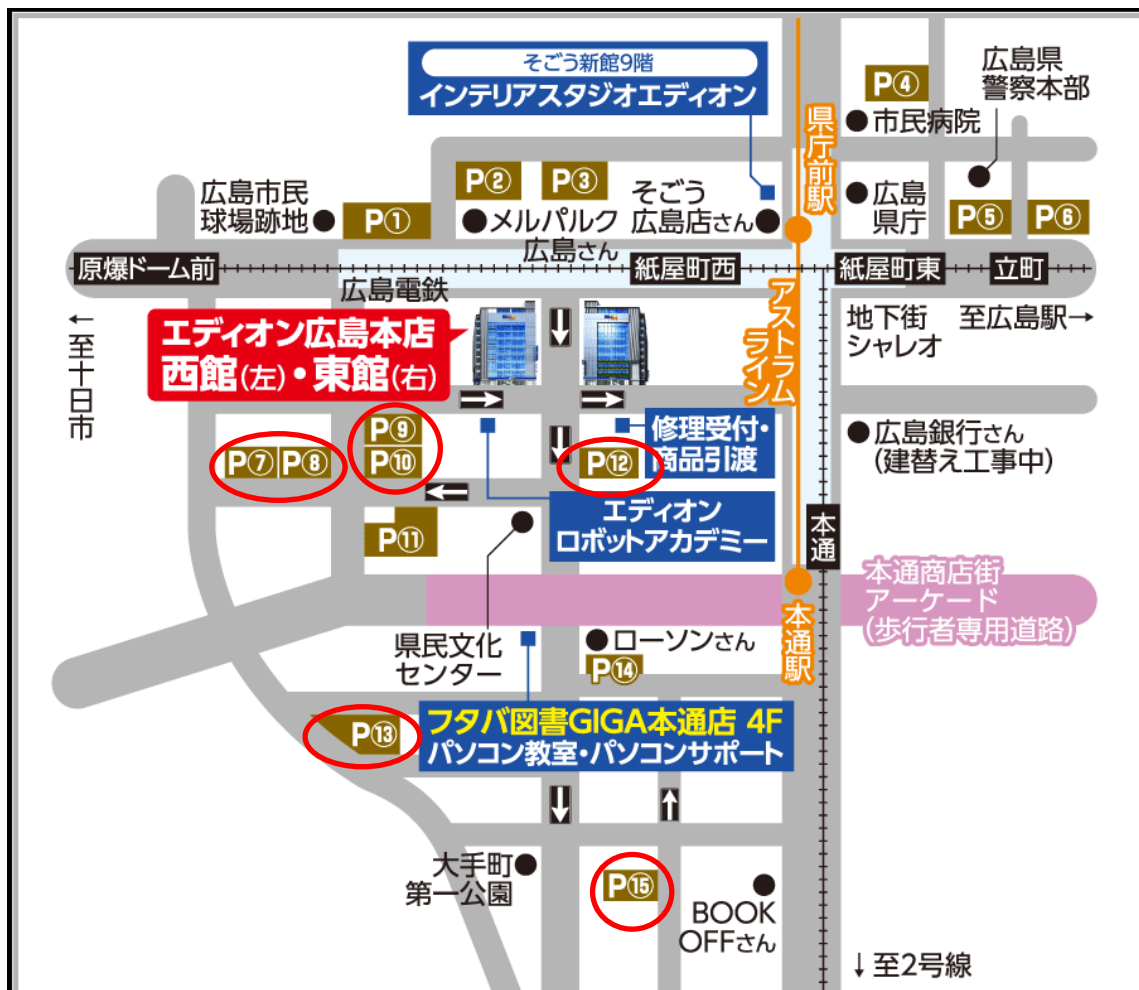 そごう新館9階
インテリアスタジオエディオン
県庁前駅
P④
市民病院
広島県
警察本部
広島市民
球場跡地
P①
P②
P③
メルパルク
広島さん
そごう
広島店さん
広島
県庁
P⑤
P⑥
原爆ドーム前
紙屋町西
紙屋町東
立町
広島電鉄
←至十日市
エディオン広島本店
西館(左)・東館(右)
アストラム
ライン
地下街
シャレオ
至広島駅→
P⑦
P⑧
P⑨
P⑩
P⑫
修理受付・
商品引渡
広島銀行さん
(建替え工事中)
P⑪
エディオン
ロボットアカデミー
本通
本通商店街
アーケード
(歩行者専用道路)
県民文化
センター
ローソンさん
P⑭
本通駅
P⑬
フタバ図書GIGA本通店 4F
パソコン教室・パソコンサポート
大手町
第一公園
P⑮
BOOK
OFFさん
↓至2号線